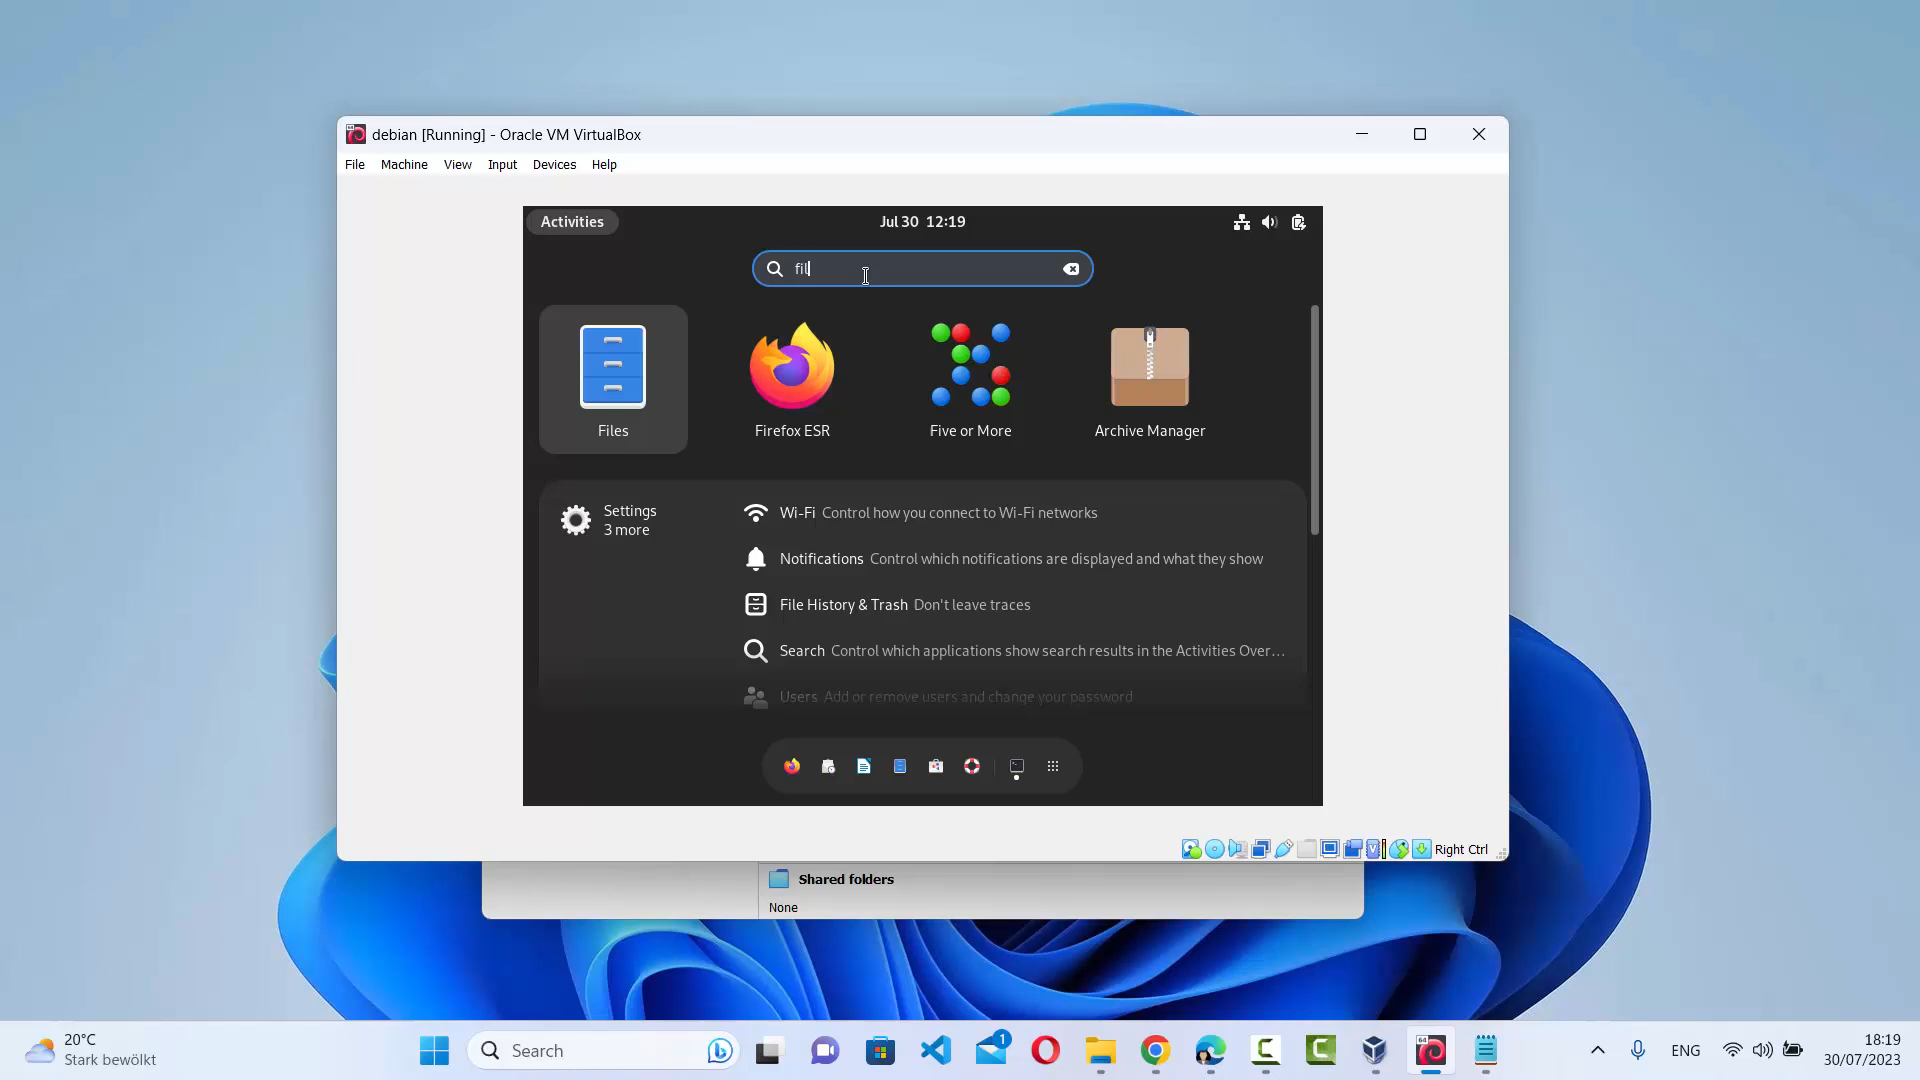 debian [Running] - Oracle VM VirtualBox
File Machine View Input Devices Help
Activities
Jul 30 12:19
fil
Files
Firefox ESR
Five or More
Archive Manager
Settings
3 more
Wi-Fi Control how you connect to Wi-Fi networks
Notifications Control which notifications are displayed and what they show
File History & Trash Don't leave traces
Search Control which applications show search results in the Activities Over...
Users Add or remove users and change your password
V
Right Ctrl
Shared folders
None
20°C
Stark bewölkt
Search
1
64
ENG
18:19
30/07/2023